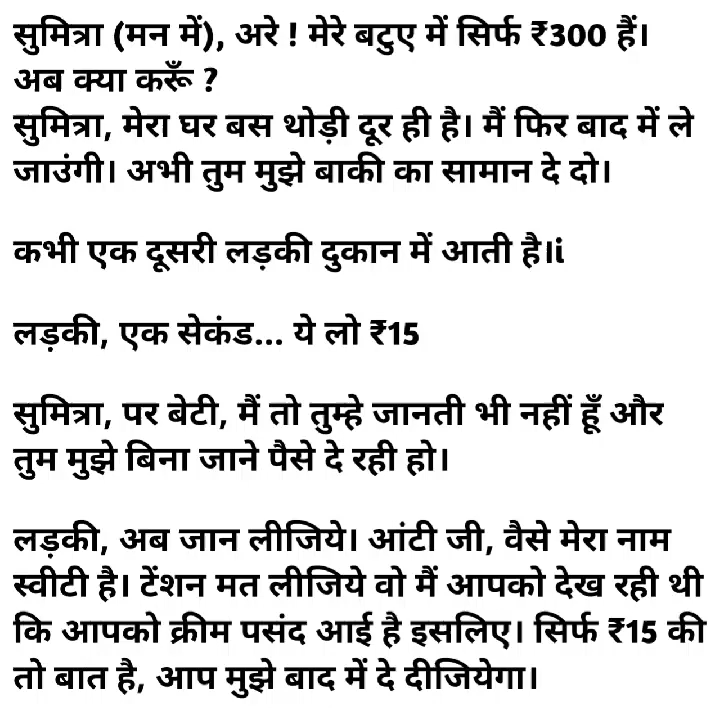 सुमित्रा (मन में), अरे ! मेरे बटुए में सिर्फ ₹300 हैं।
अब क्या करूँ ?
सुमित्रा, मेरा घर बस थोड़ी दूर ही है। मैं फिर बाद में ले
जाउंगी। अभी तुम मुझे बाकी का सामान दे दो।
कभी एक दूसरी लड़की दुकान में आती है।i
लड़की, एक सेकंड... ये लो ₹15
सुमित्रा, पर बेटी, मैं तो तुम्हे जानती भी नहीं हूँ और
तुम मुझे बिना जाने पैसे दे रही हो।
लड़की, अब जान लीजिये। आंटी जी, वैसे मेरा नाम
स्वीटी है। टेंशन मत लीजिये वो मैं आपको देख रही थी
कि आपको क्रीम पसंद आई है इसलिए। सिर्फ ₹15 की
तो बात है, आप मुझे बाद में दे दीजियेगा।